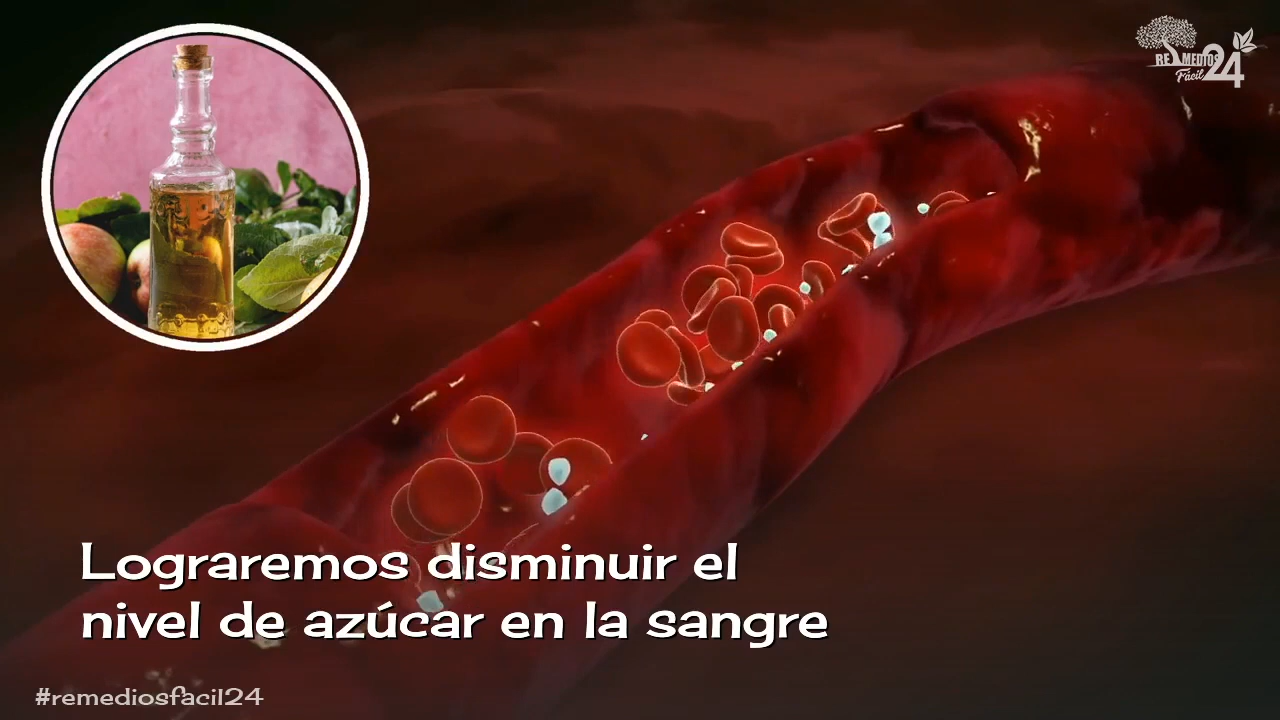 REMEDIOS
Fácil 24
Lograremos disminuir el
nivel de azúcar en la sangre
#remediosfacil24